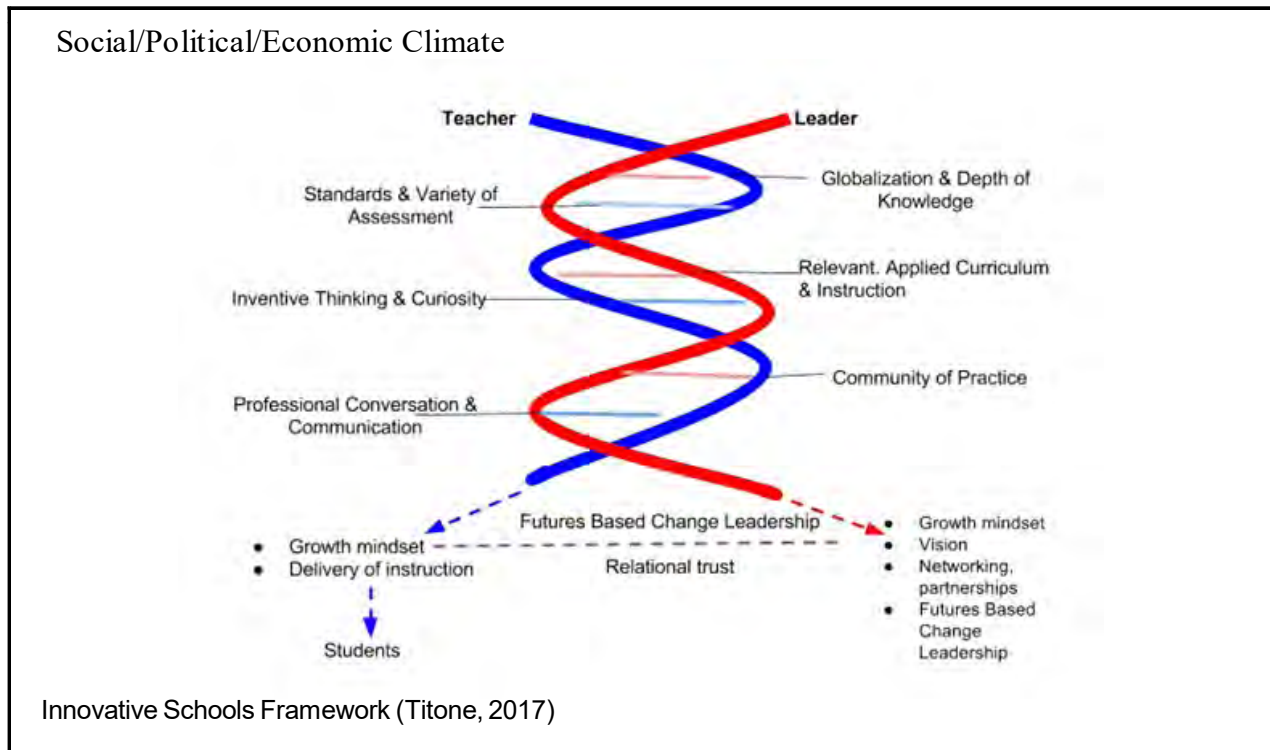 Social/Political/Economic Climate
Teacher
Leader
Standards & Variety of
Assessment
Globalization & Depth of
Knowledge
Relevant. Applied Curriculum
& Instruction
Inventive Thinking & Curiosity
Community of Practice
Professional Conversation &
Communication
Futures Based Change Leadership
Relational trust
● Growth mindset
● Delivery of instruction
Students
● Growth mindset
● Vision
● Networking,
partnerships
● Futures Based
Change
Leadership
Innovative Schools Framework (Titone, 2017)